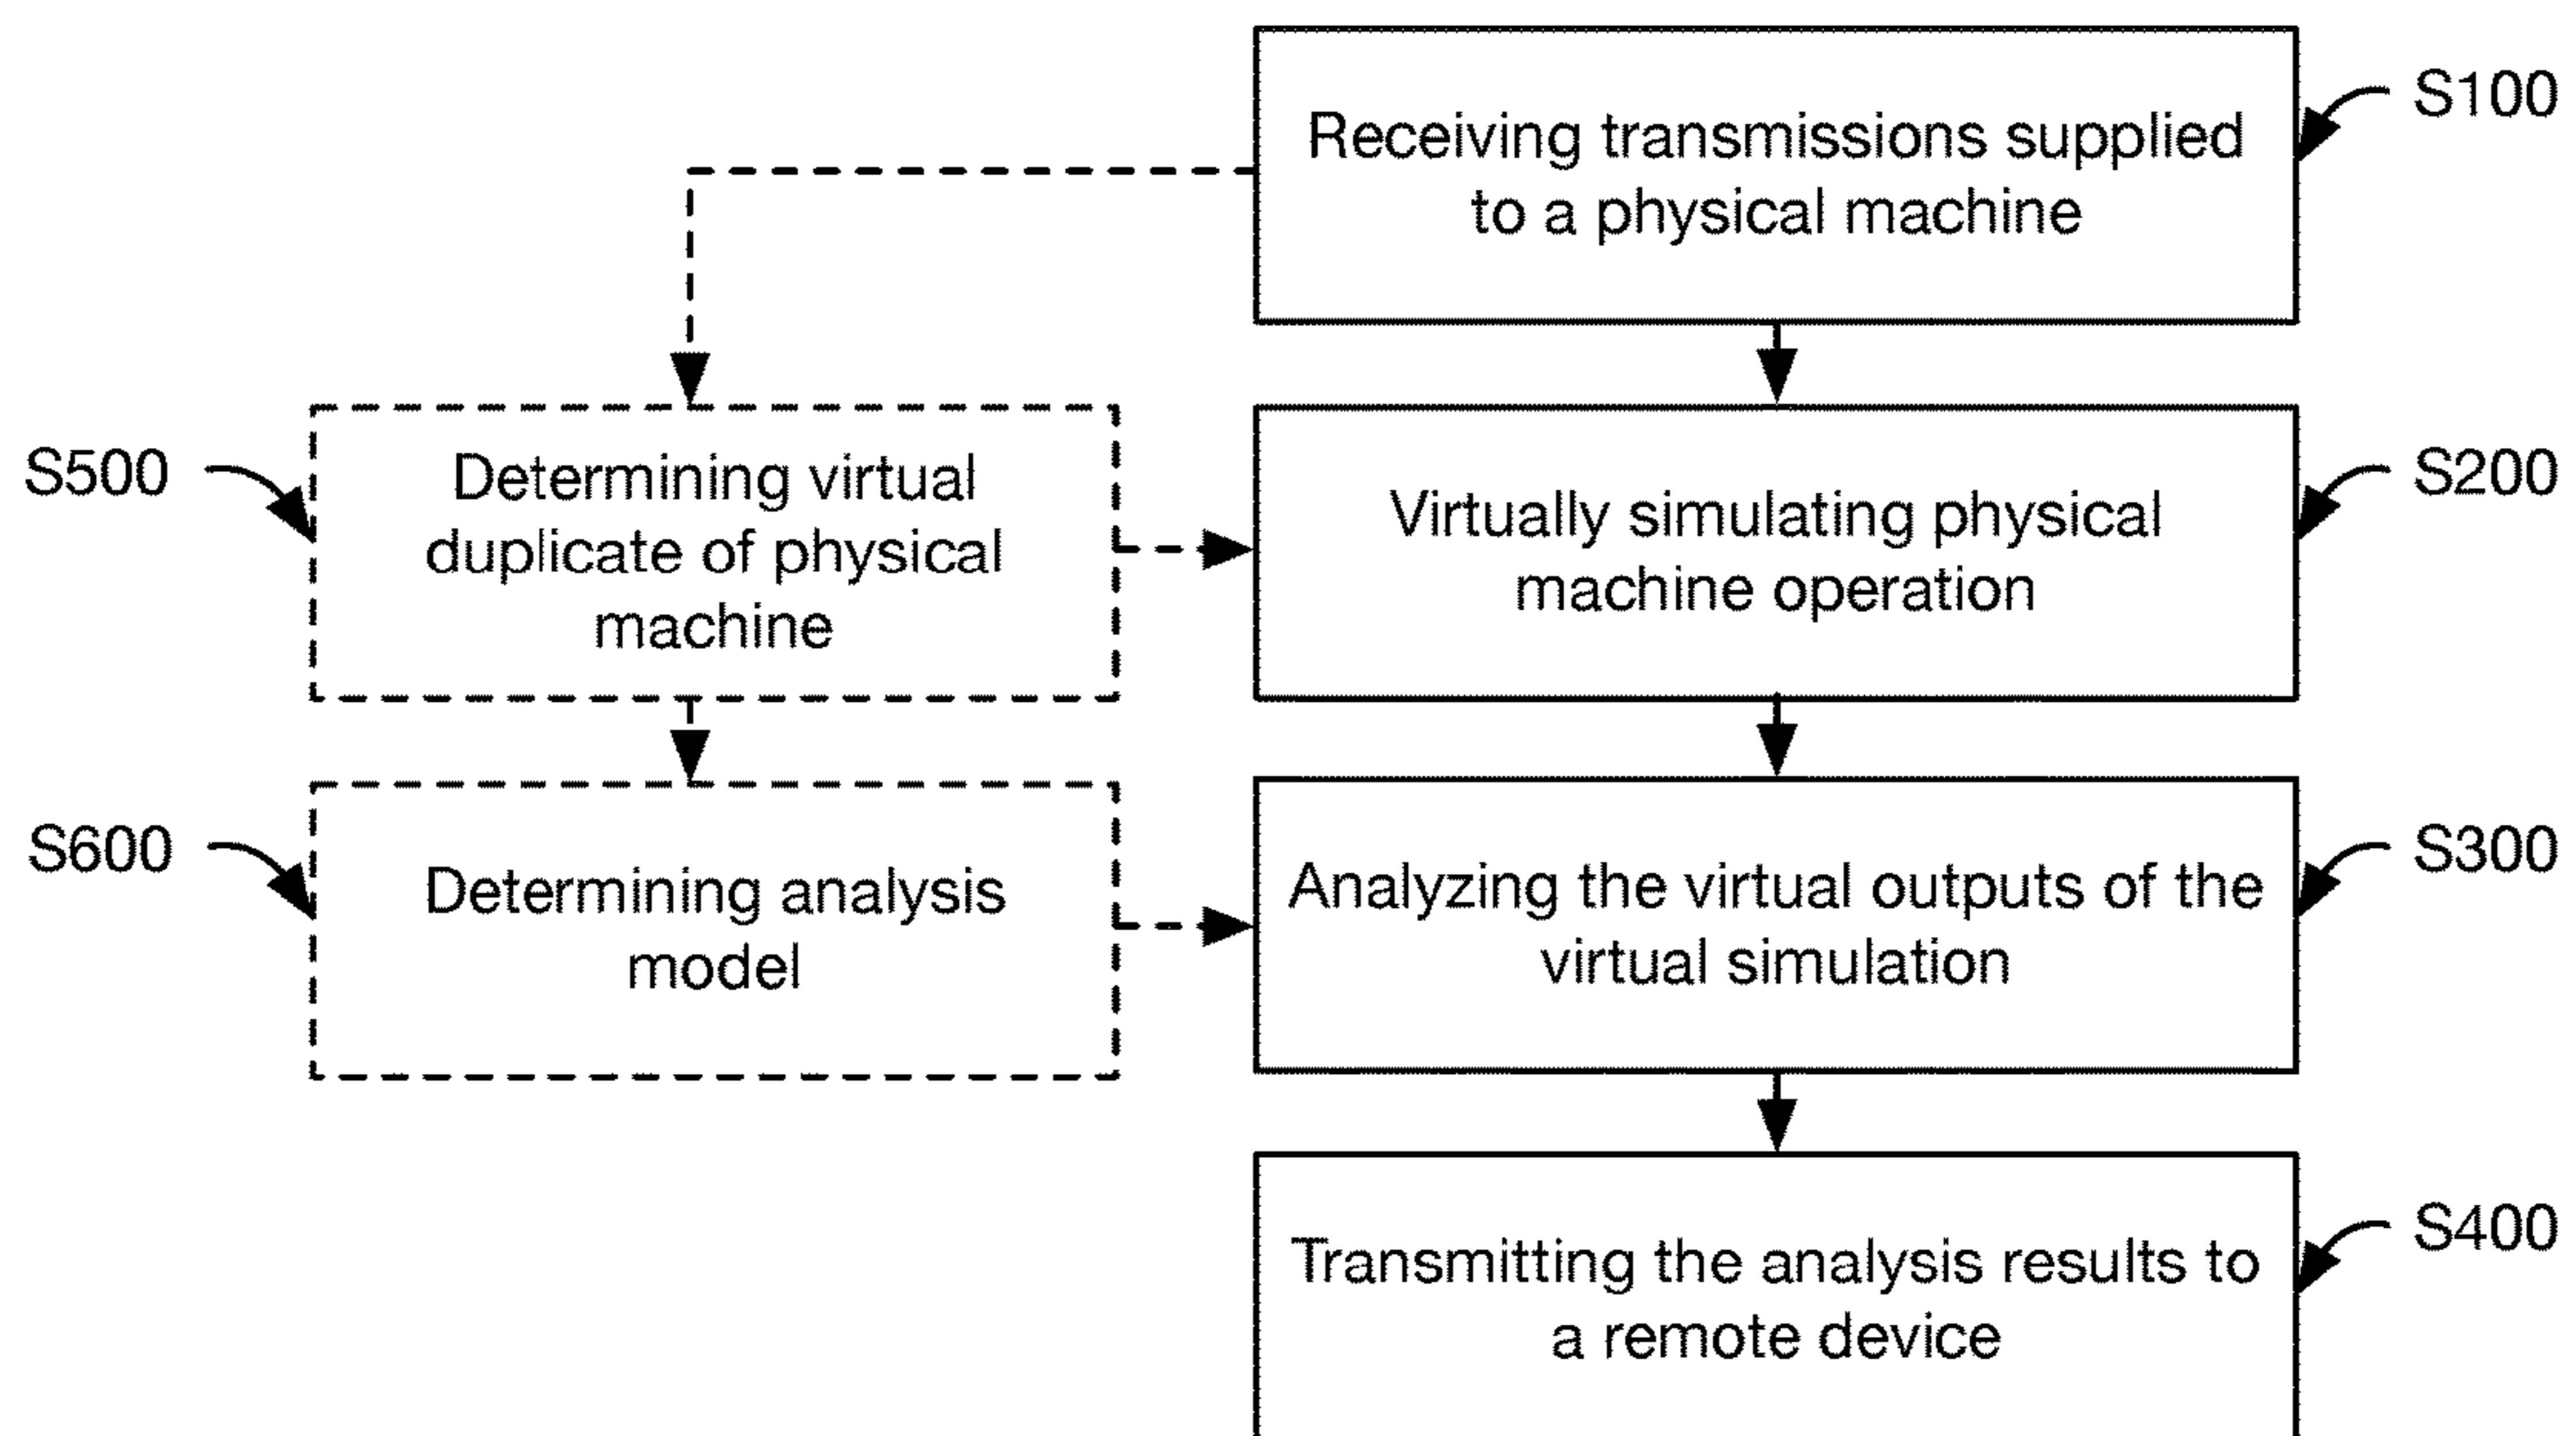 Receiving transmissions supplied
to a physical machine
S100
S500
Determining virtual
duplicate of physical
machine
Virtually simulating physical
machine operation
S200
S600
Determining analysis
model
Analyzing the virtual outputs of the
virtual simulation
S300
Transmitting the analysis results to
a remote device
S400